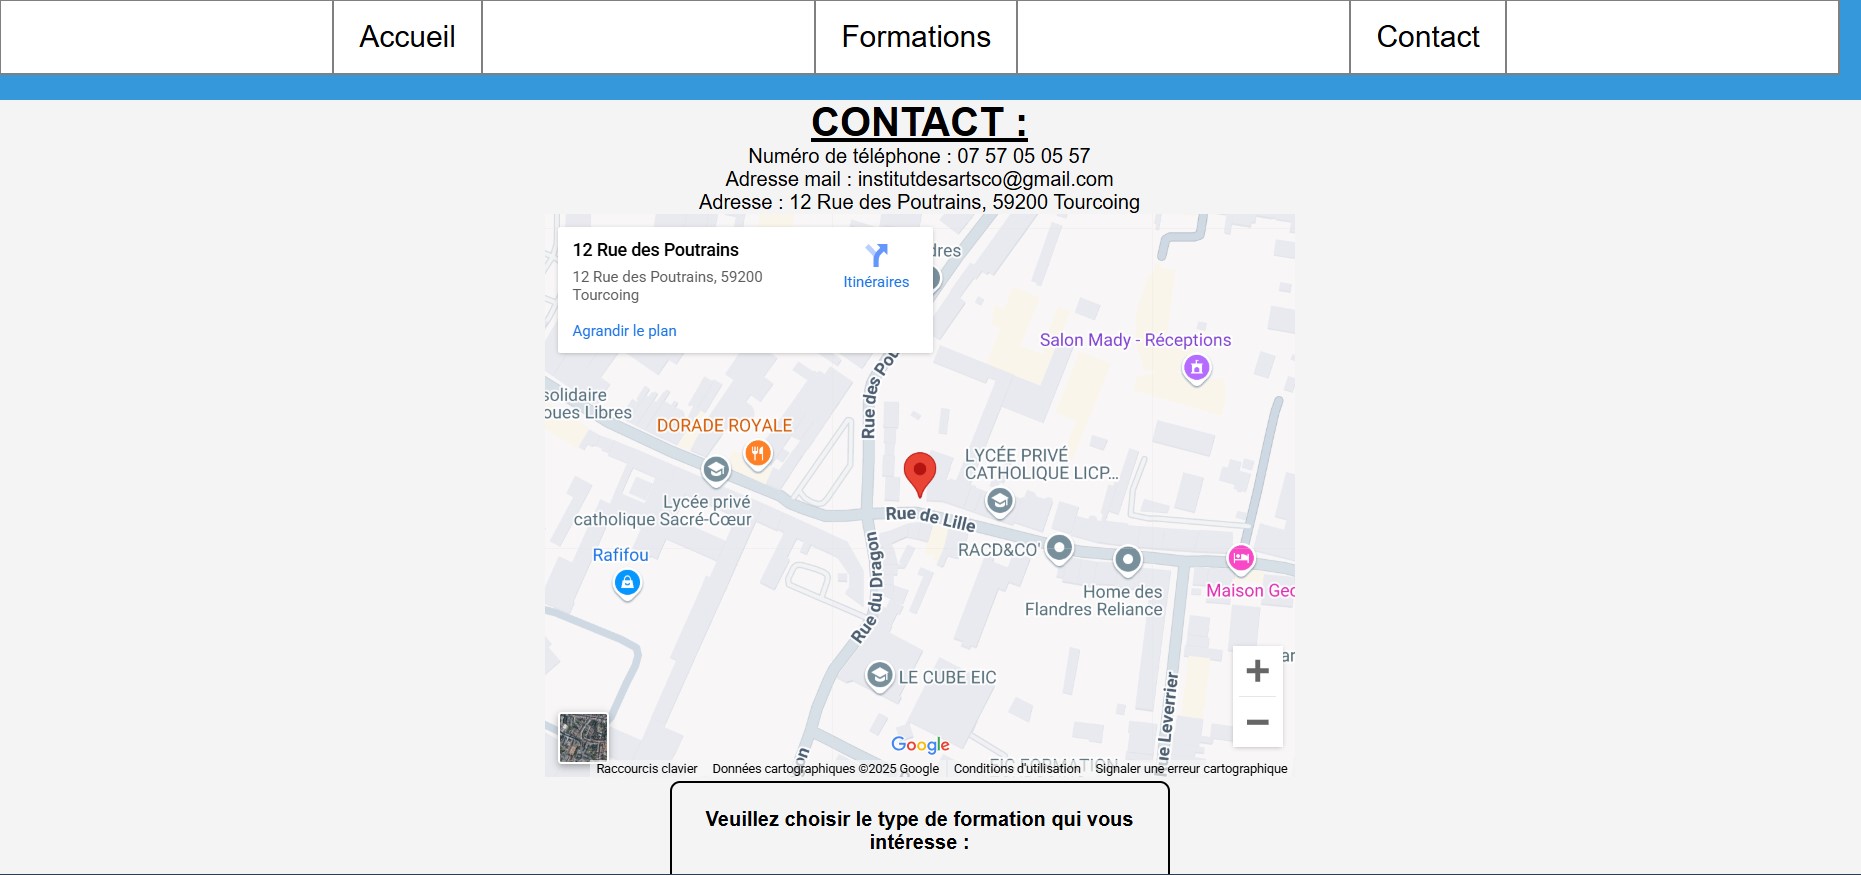 Accueil
Formations
Contact
CONTACT :
Numéro de téléphone : 07 57 05 05 57
Adresse mail : institutdesartsco@gmail.com
Adresse : 12 Rue des Poutrains, 59200 Tourcoing
12 Rue des Poutrains
12 Rue des Poutrains, 59200
Tourcoing
Itinéraires
Agrandir le plan
dres
Salon Mady - Réceptions
solidaire
oues Libres
Rue des Pou
DORADE ROYALE
LYCÉE PRIVÉ
CATHOLIQUE LICP...
Lycée privé
catholique Sacré-Cœur
Rue de Lille
RACD&CO'
Rafifou
Rue du Dragon
Home des
Flandres Reliance
Maison Geo
LE CUBE EIC
ue Leverrier
Google
on
EIC FORMATION
Raccourcis clavier
Données cartographiques ©2025 Google
Conditions d'utilisation
Signaler une erreur cartographique
Veuillez choisir le type de formation qui vous
intéresse :